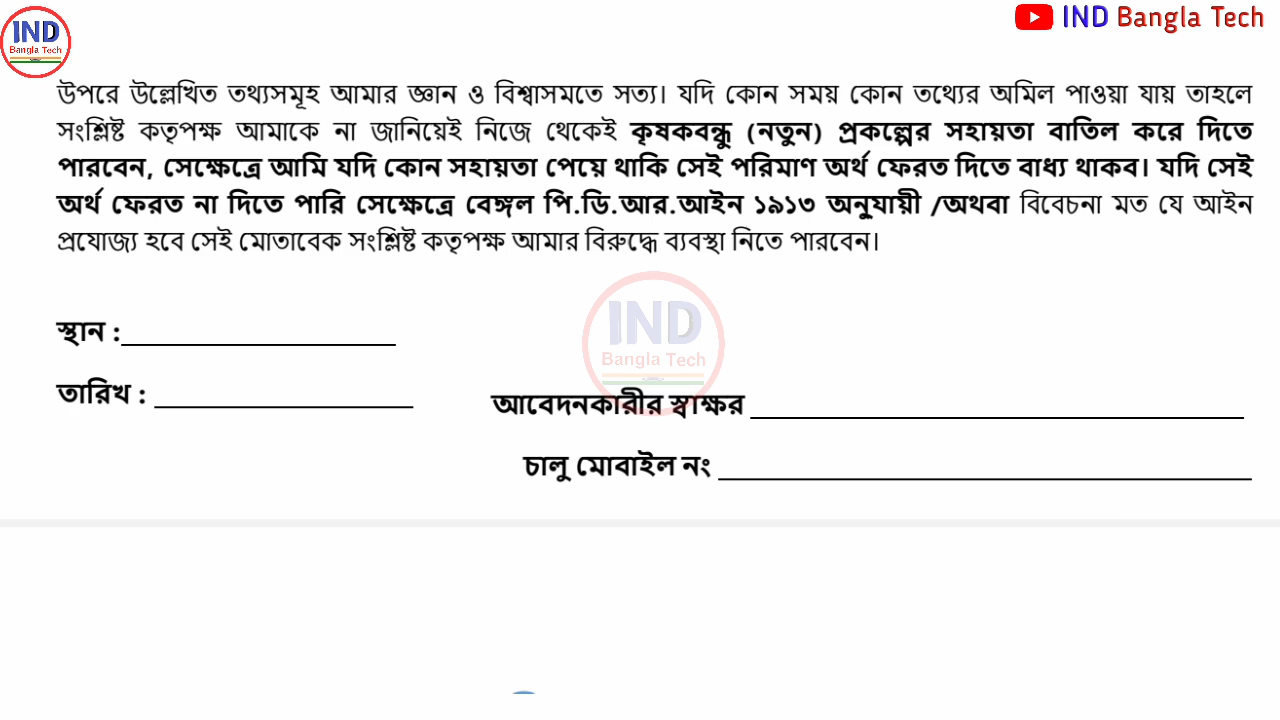 IND
Bangla Tech
IND Bangla Tech
উপরে উল্লেখিত তথ্যসমূহ আমার জ্ঞান ও বিশ্বাসমতে সত্য। যদি কোন সময় কোন তথ্যের অমিল পাওয়া যায় তাহলে
সংশ্লিষ্ট কতৃপক্ষ আমাকে না জানিয়েই নিজে থেকেই কৃষকবন্ধু (নতুন) প্রকল্পের সহায়তা বাতিল করে দিতে
পারবেন, সেক্ষেত্রে আমি যদি কোন সহায়তা পেয়ে থাকি সেই পরিমাণ অর্থ ফেরত দিতে বাধ্য থাকব। যদি সেই
অর্থ ফেরত না দিতে পারি সেক্ষেত্রে বেঙ্গল পি.ডি.আর.আইন ১৯১৩ অনুযায়ী /অথবা বিবেচনা মত যে আইন
প্রযোজ্য হবে সেই মোতাবেক সংশ্লিষ্ট কতৃপক্ষ আমার বিরুদ্ধে ব্যবস্থা নিতে পারবেন।
IND
Bangla Tech
স্থান :
তারিখ :
আবেদনকারীর স্বাক্ষর
চালু মোবাইল নং